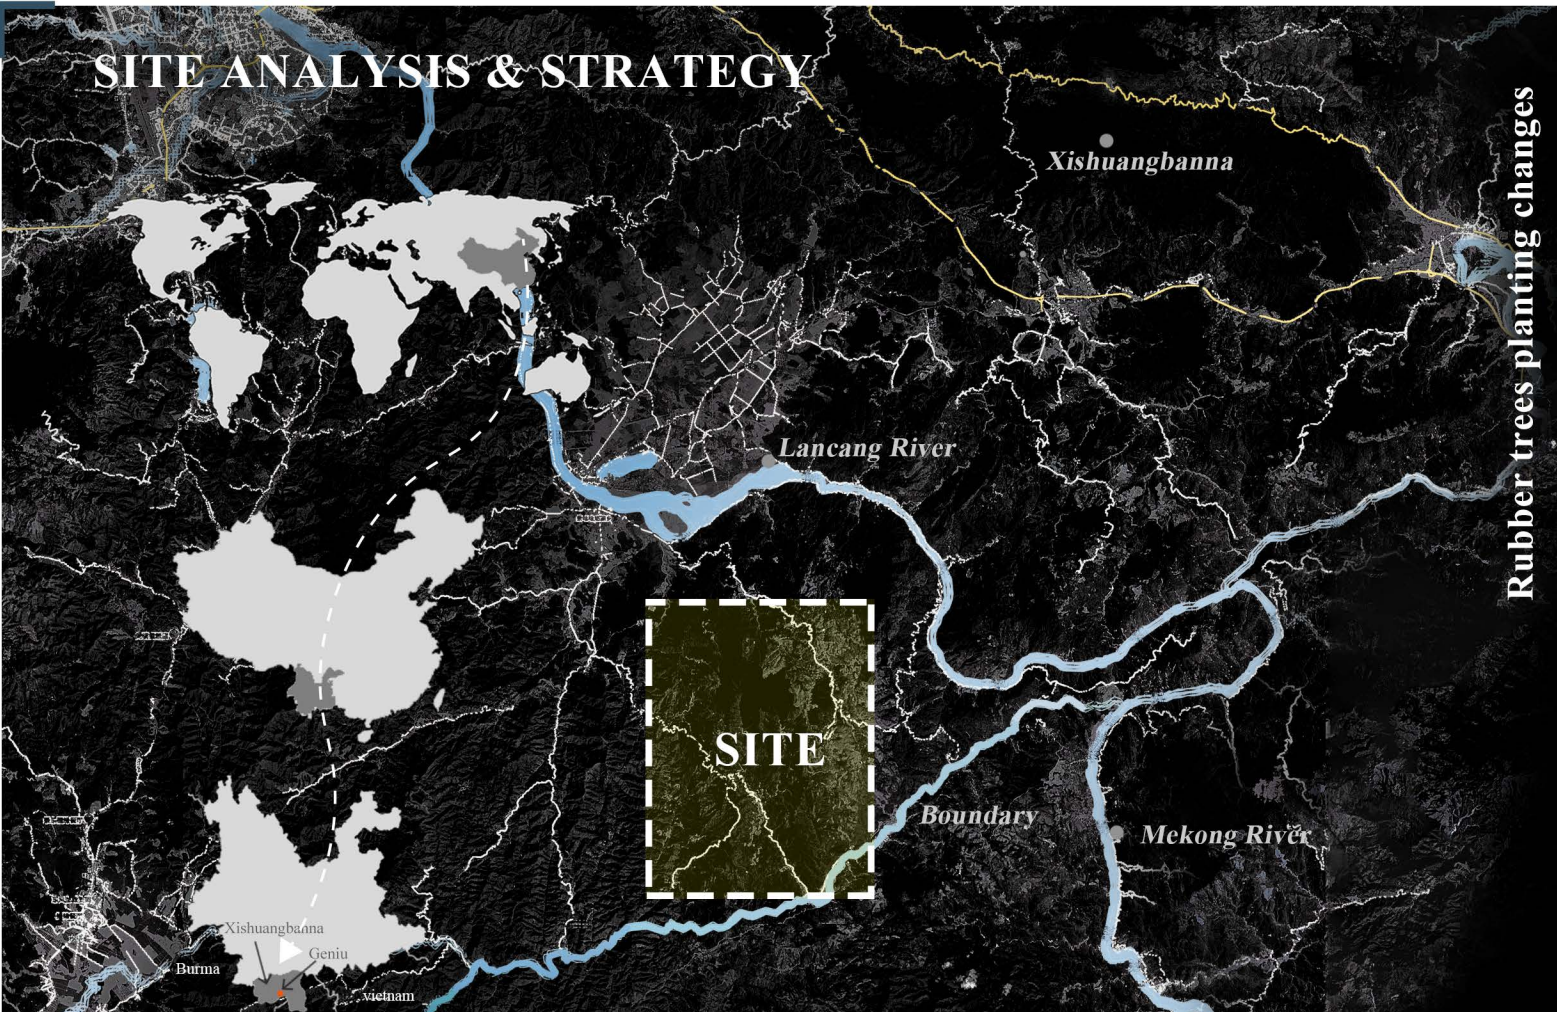 SITE ANALYSIS & STRATEGY
Xishuangbanna
Rubber trees planting changes
Lancang River
SITE
Boundary
Mekong River
Xishuangbanna
Geniu
Burma
vietnam